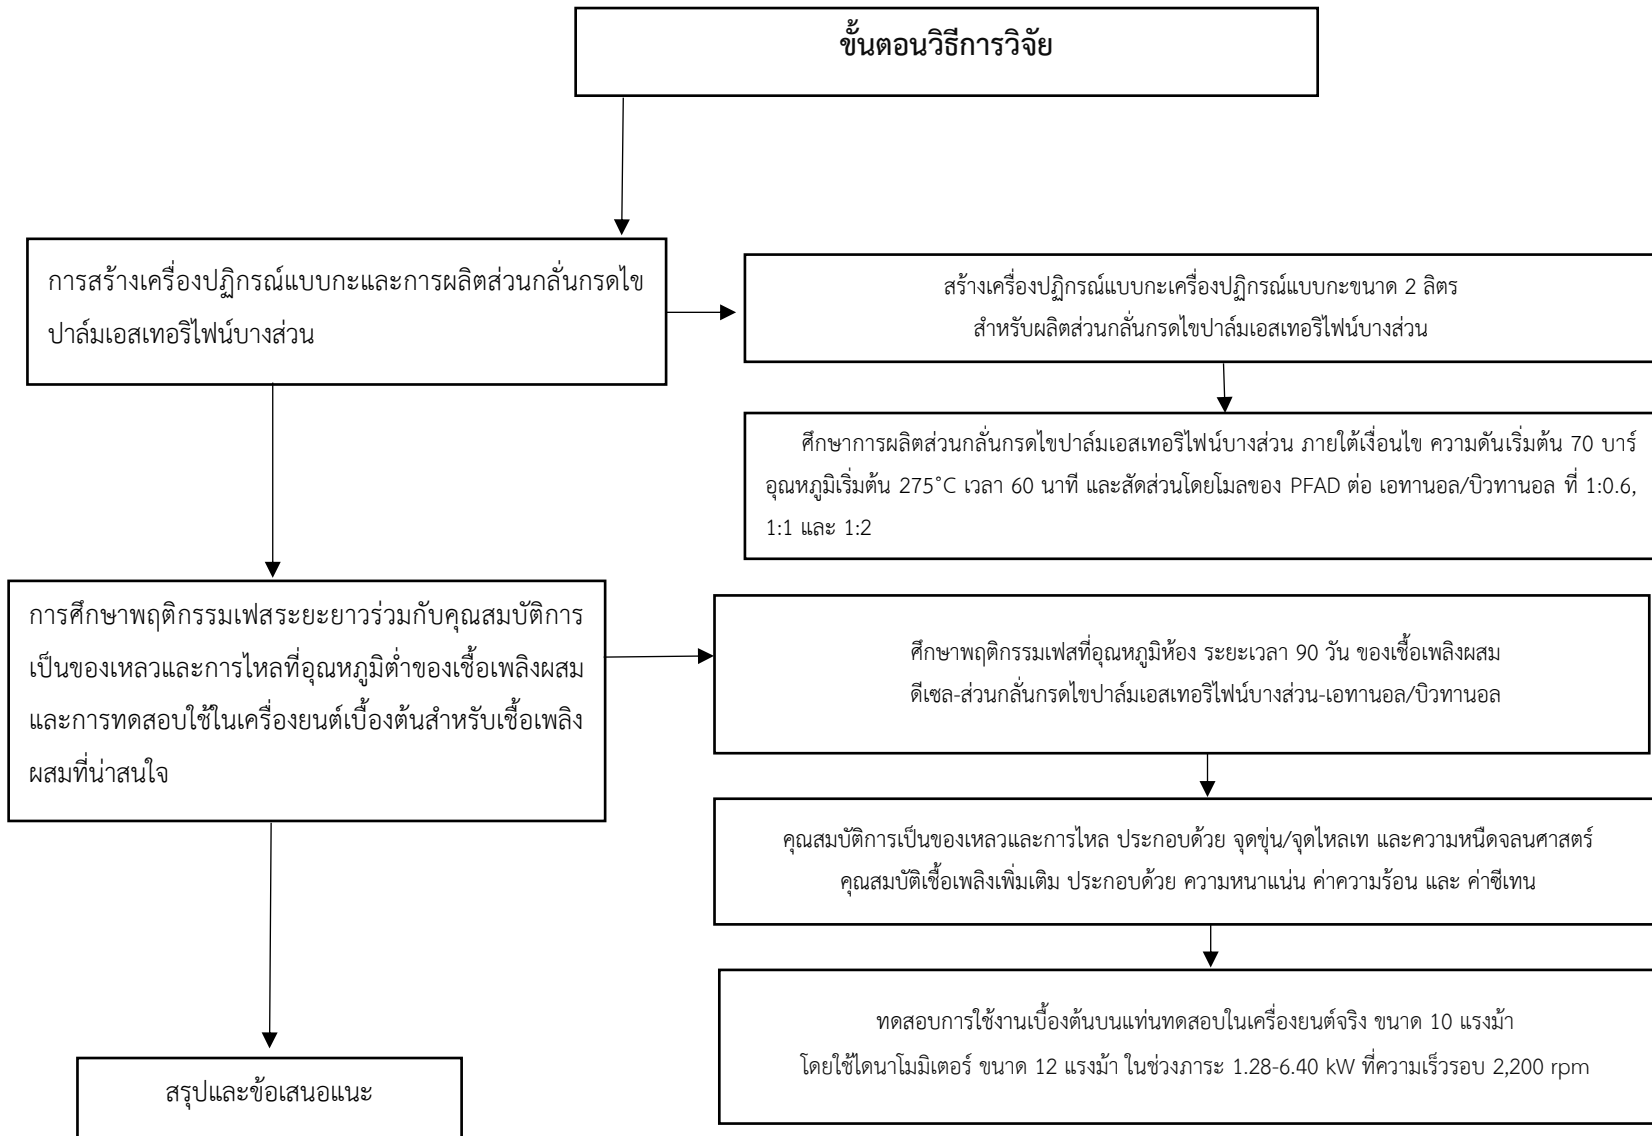 ขั้นตอนวิธีการวิจัย
การสร้างเครื่องปฏิกรณ์แบบกะและการผลิตส่วนกลั่นกรดไข
ปาล์มเอสเทอริไฟน์บางส่วน
สร้างเครื่องปฏิกรณ์แบบกะเครื่องปฏิกรณ์แบบกะขนาด 2 ลิตร
สำหรับผลิตส่วนกลั่นกรดไขปาล์มเอสเทอริไฟน์บางส่วน
ศึกษาการผลิตส่วนกลั่นกรดไขปาล์มเอสเทอริไฟน์บางส่วน ภายใต้เงื่อนไข ความดันเริ่มต้น 70 บาร์
อุณหภูมิเริ่มต้น 275°C เวลา 60 นาที และสัดส่วนโดยโมลของ PFAD ต่อ เอทานอล/บิวทานอล ที่ 1:0.6,
1:1 และ 1:2
การศึกษาพฤติกรรมเฟสระยะยาวร่วมกับคุณสมบัติการ
เป็นของเหลวและการไหลที่อุณหภูมิต่ำของเชื้อเพลิงผสม
และการทดสอบใช้ในเครื่องยนต์เบื้องต้นสำหรับเชื้อเพลิง
ผสมที่น่าสนใจ
ศึกษาพฤติกรรมเฟสที่อุณหภูมิห้อง ระยะเวลา 90 วัน ของเชื้อเพลิงผสม
ดีเซล-ส่วนกลั่นกรดไขปาล์มเอสเทอริไฟน์บางส่วน-เอทานอล/บิวทานอล
คุณสมบัติการเป็นของเหลวและการไหล ประกอบด้วย จุดขุ่น/จุดไหลเท และความหนืดจลนศาสตร์
คุณสมบัติเชื้อเพลิงเพิ่มเติม ประกอบด้วย ความหนาแน่น ค่าความร้อน และ ค่าซีเทน
ทดสอบการใช้งานเบื้องต้นบนแท่นทดสอบในเครื่องยนต์จริง ขนาด 10 แรงม้า
โดยใช้ไดนาโมมิเตอร์ ขนาด 12 แรงม้า ในช่วงภาระ 1.28-6.40 kW ที่ความเร็วรอบ 2,200 rpm
สรุปและข้อเสนอแนะ